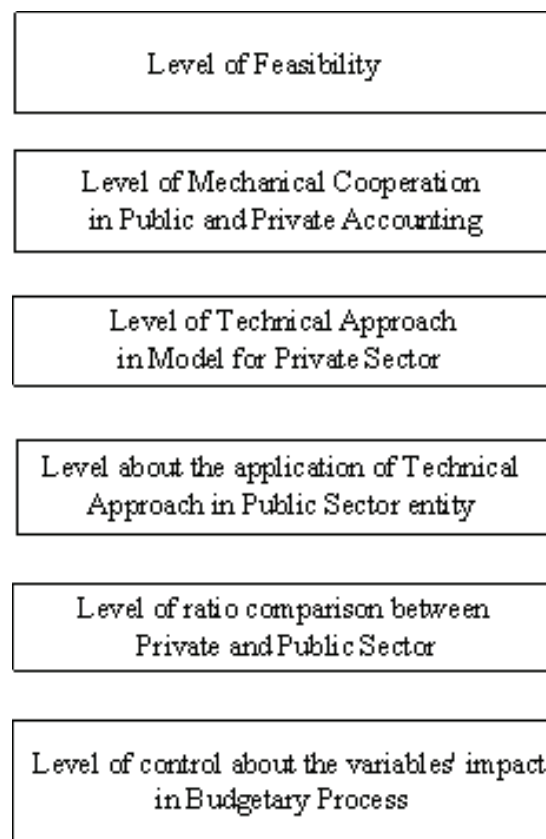 Level of Feasibility
Level of Mechanical Cooperation
in Public and Private Accounting
Level of Technical Approach
in Model for Private Sector
Level about the application of Technical
Approach in Public Sector entity
Level of ratio comparison between
Private and Public Sector
Level of control about the variables' impact
in Budgetary Process